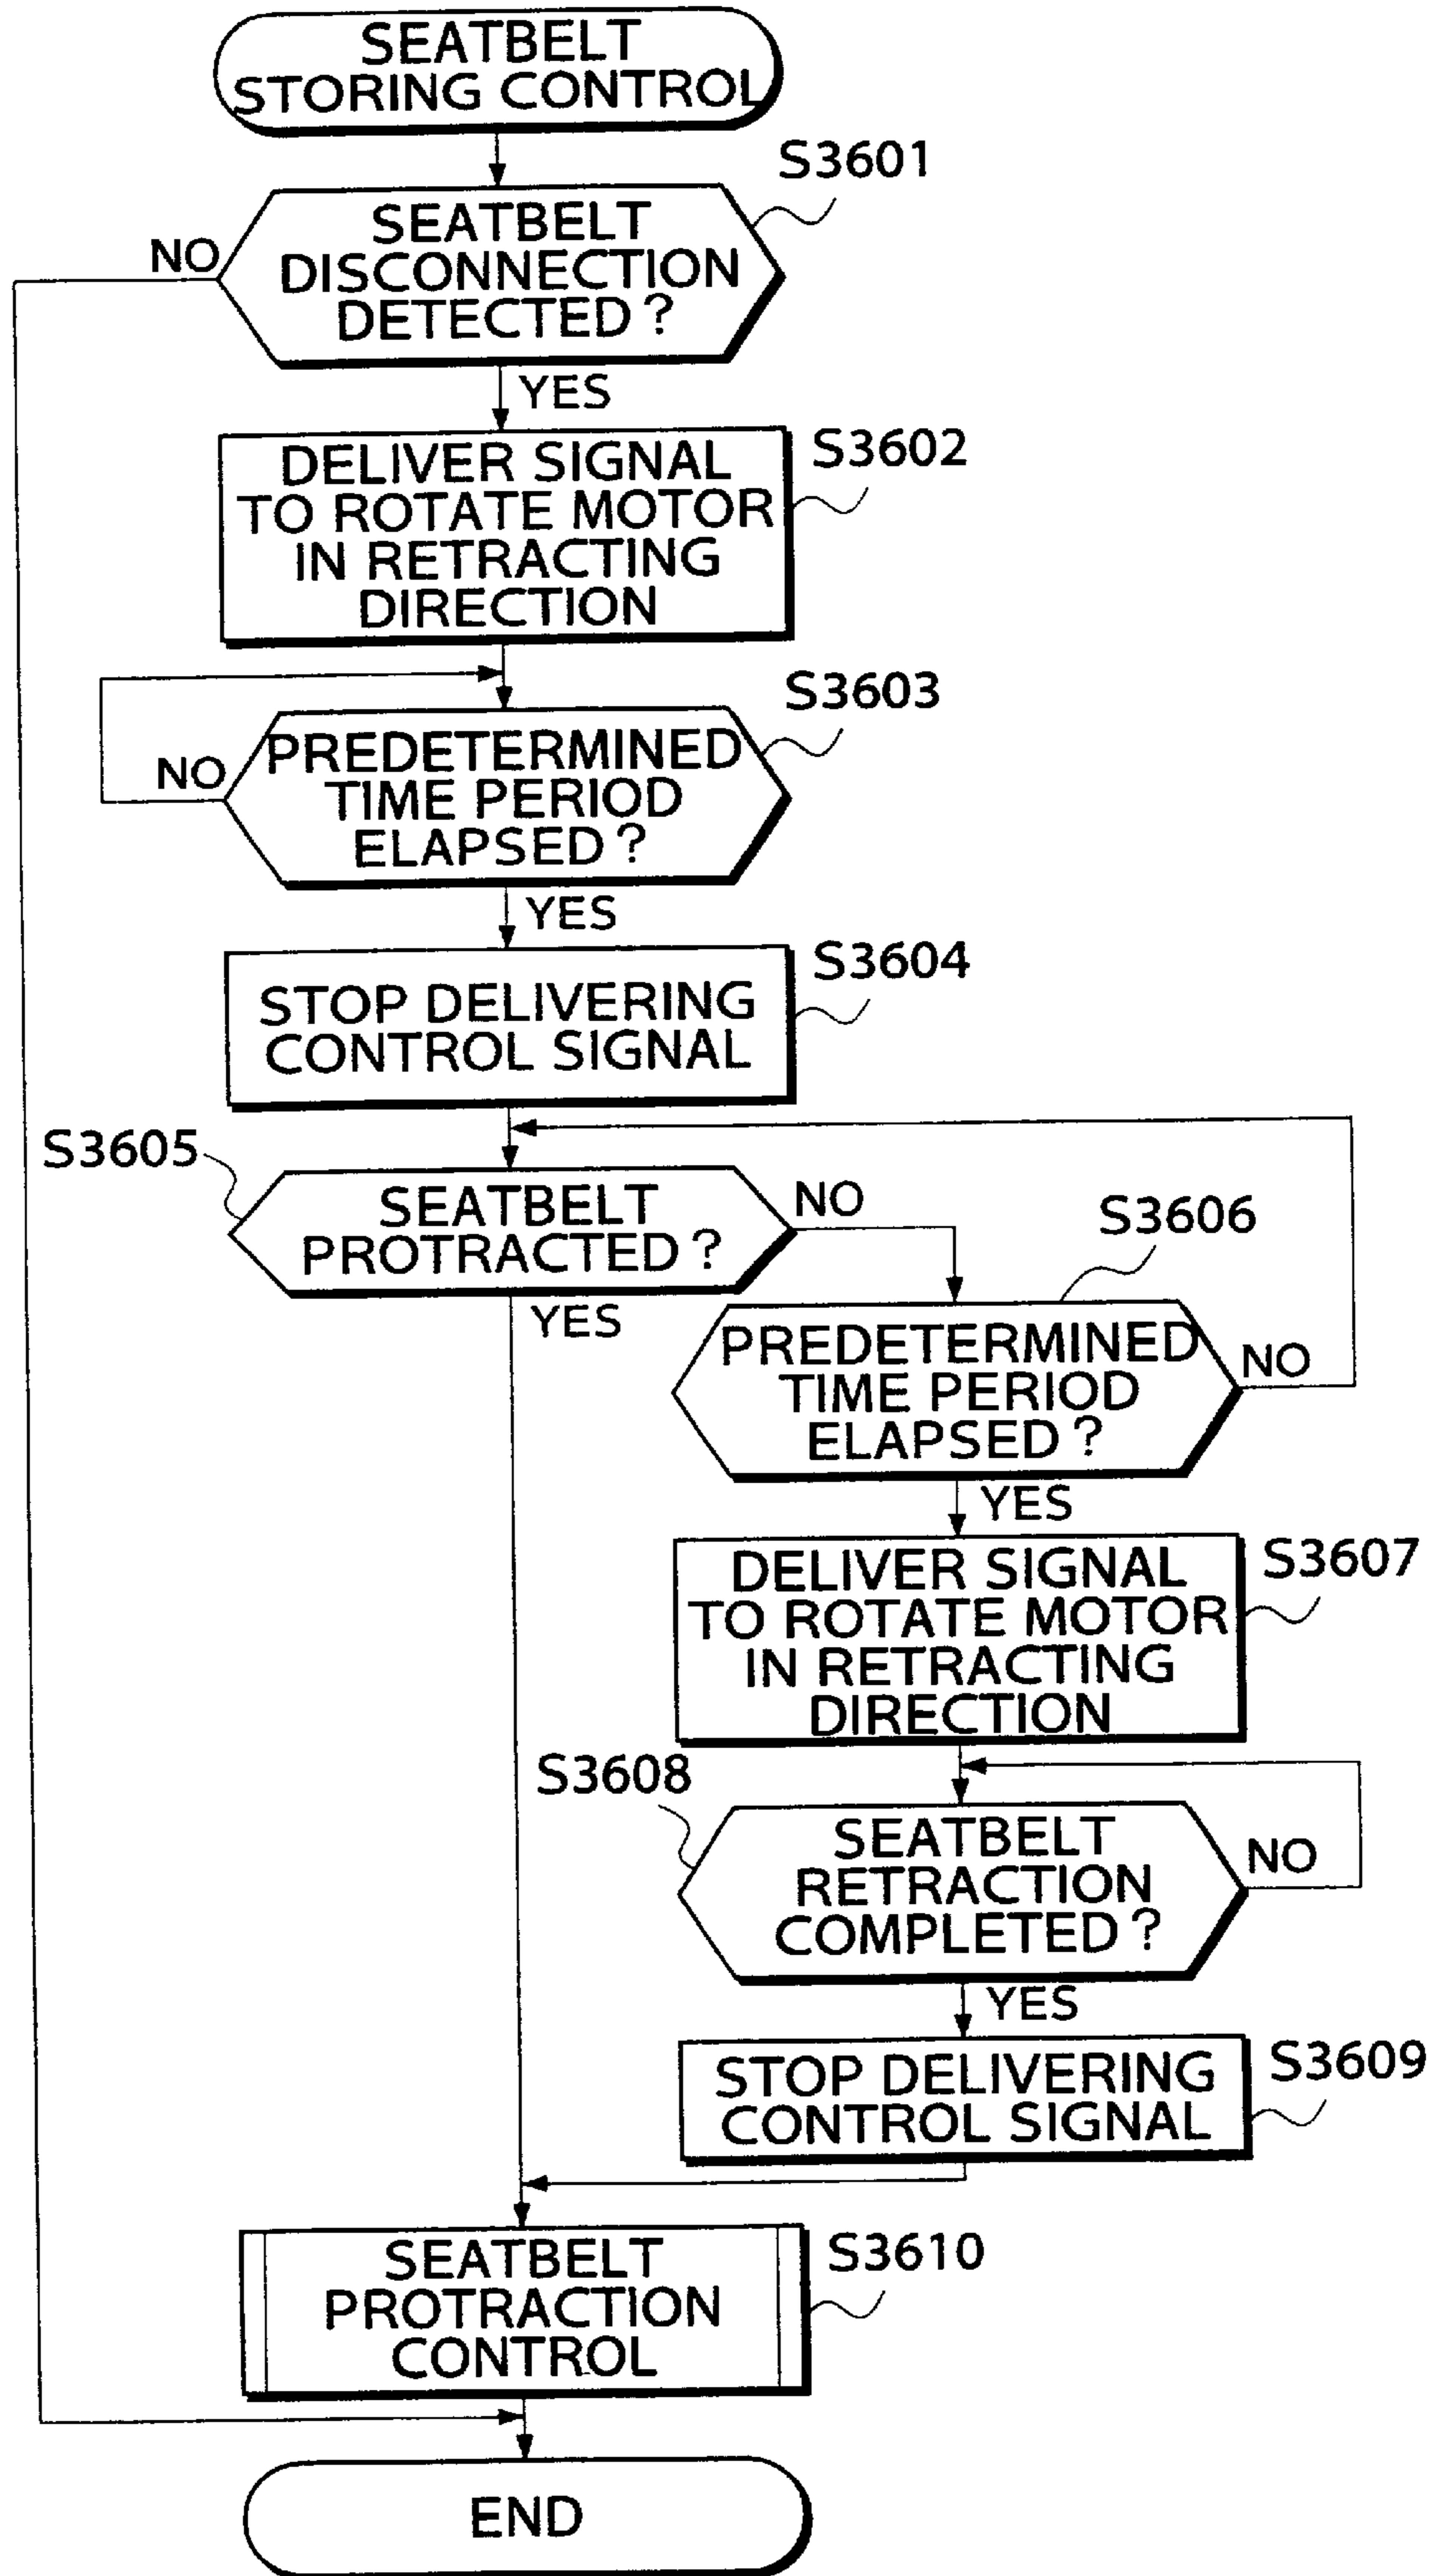 SEATBELT
STORING CONTROL
S3601
SEATBELT
DISCONNECTION
DETECTED?
NO
YES
S3602
DELIVER SIGNAL
TO ROTATE MOTOR
IN RETRACTING
DIRECTION
S3603
PREDETERMINED
TIME PERIOD
ELAPSED?
NO
YES
S3604
STOP DELIVERING
CONTROL SIGNAL
S3605
SEATBELT
PROTRACTED?
NO
YES
S3606
PREDETERMINED
TIME PERIOD
ELAPSED?
NO
YES
S3607
DELIVER SIGNAL
TO ROTATE MOTOR
IN RETRACTING
DIRECTION
S3608
SEATBELT
RETRACTION
COMPLETED?
NO
YES
S3609
STOP DELIVERING
CONTROL SIGNAL
S3610
SEATBELT
PROTRACTION
CONTROL
END